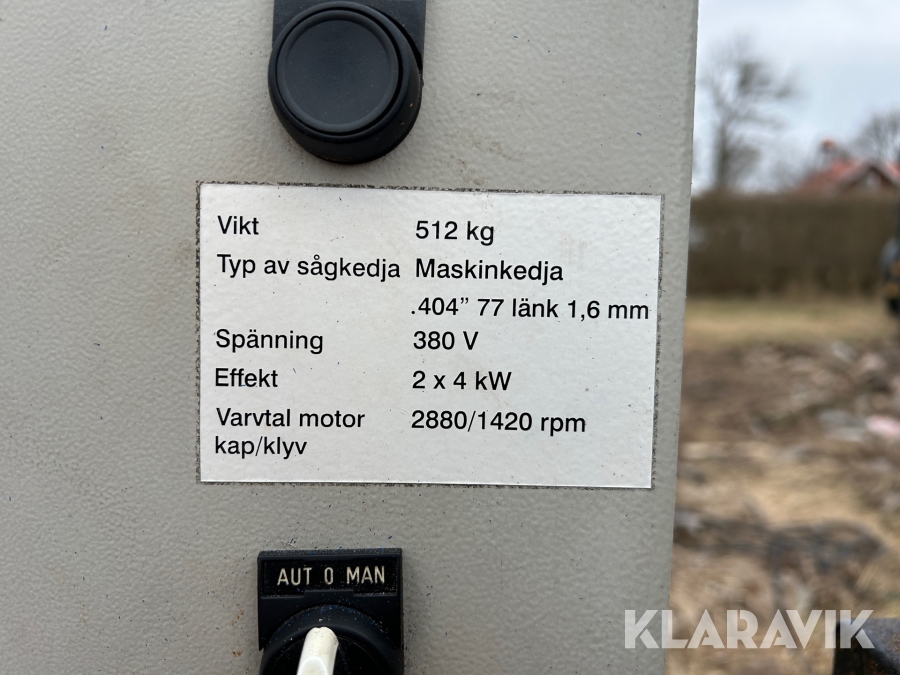 Vikt 512 kg
Typ av sågkedja Maskinkedja
.404” 77 länk 1,6 mm
Spänning 380 V
Effekt 2 x 4 kW
Varvtal motor 2880/1420 rpm
kap/klyv
AUT 0 MAN
KLARAVIK